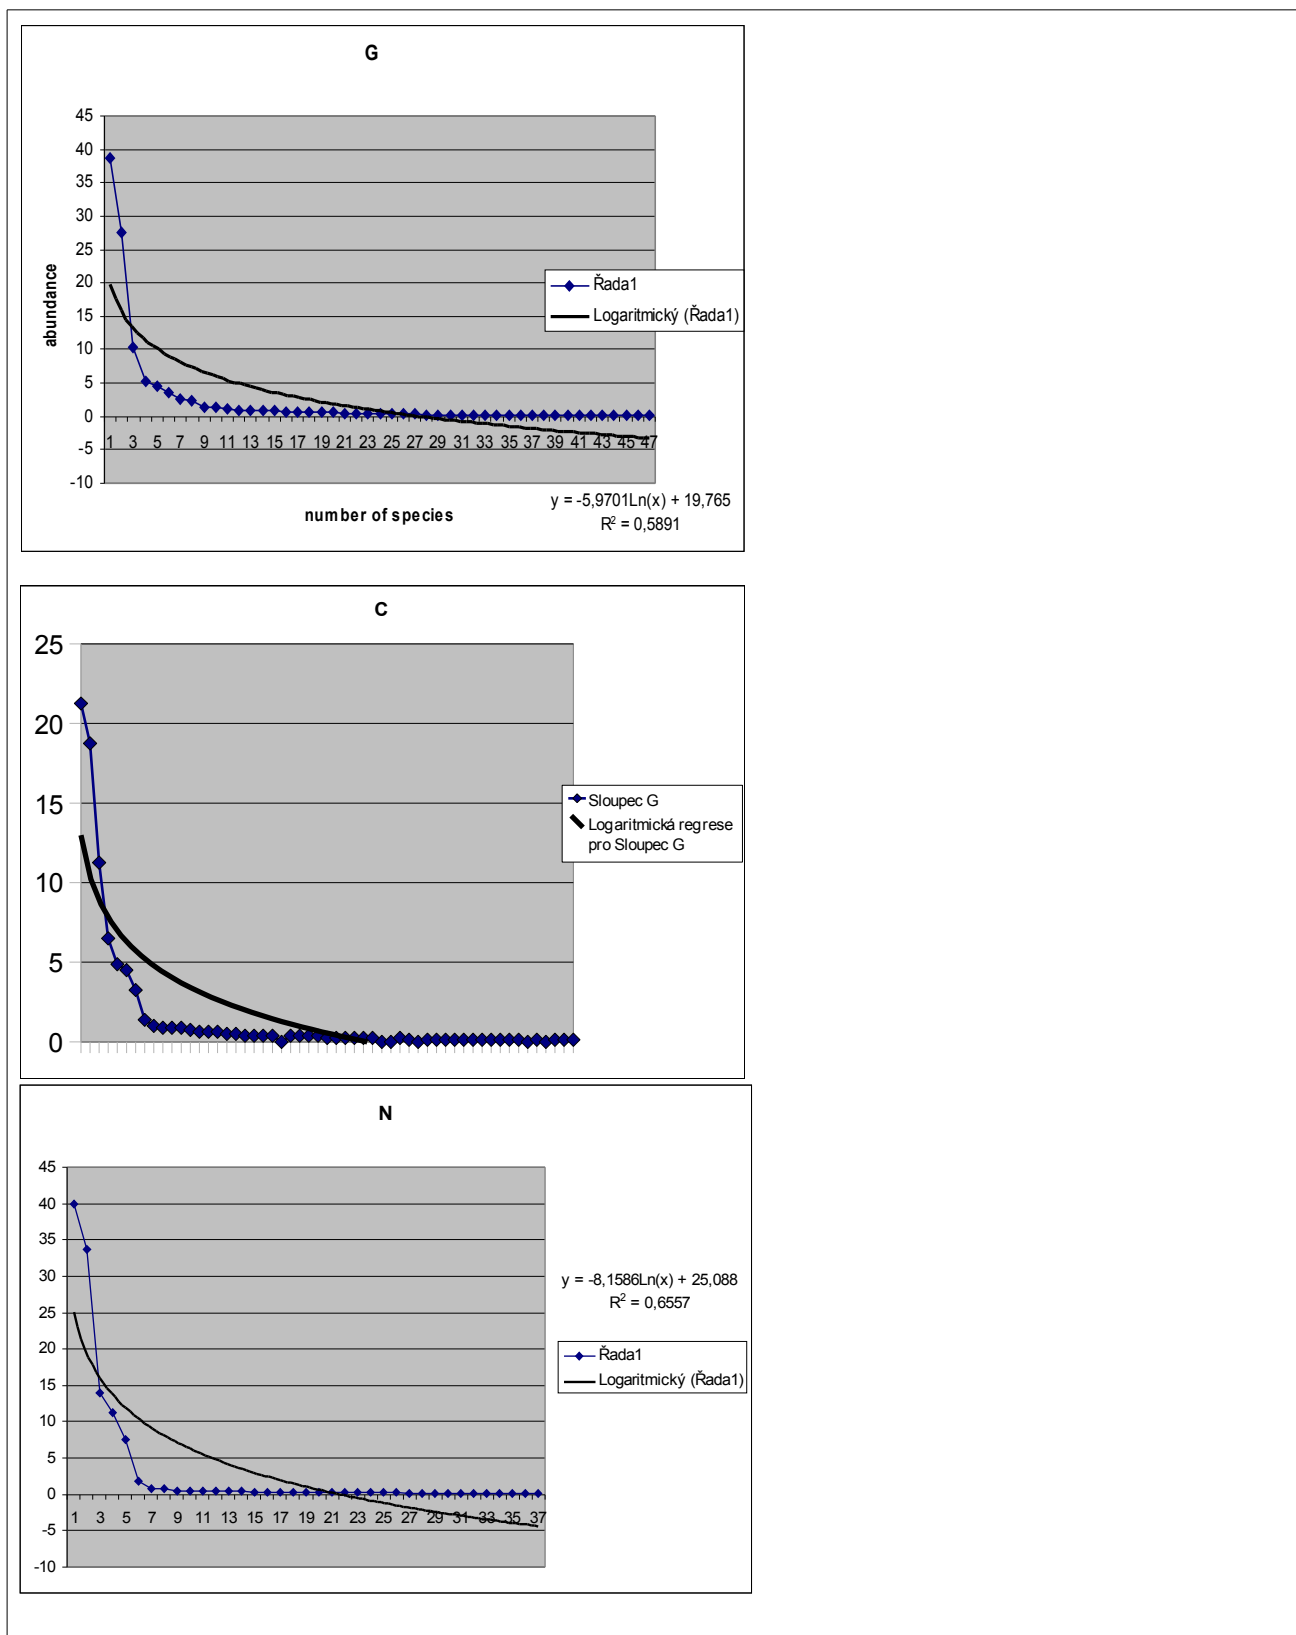 G
45
40
35
30
25
20
15
10
5
0
-5
-10
abundance
1 3 5 7 9 11 13 15 17 19 21 23 25 27 29 31 33 35 37 39 41 43 45 47
number of species
Řada1
Logaritmický (Řada1)
y = -5,9701Ln(x) + 19,765
R² = 0,5891
C
25
20
15
10
5
0
Sloupec G
Logaritmická regrese
pro Sloupec G
N
45
40
35
30
25
20
15
10
5
0
-5
-10
1 3 5 7 9 11 13 15 17 19 21 23 25 27 29 31 33 35 37
y = -8,1586Ln(x) + 25,088
R² = 0,6557
Řada1
Logaritmický (Řada1)